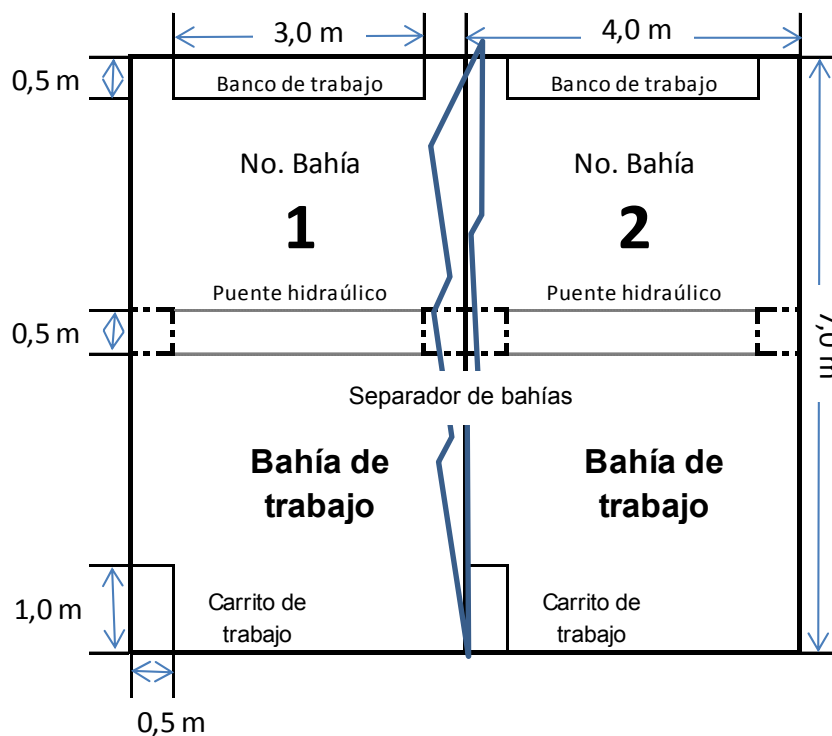 3,0 m
4,0 m
0,5 m
Banco de trabajo
Banco de trabajo
No. Bahía
No. Bahía
1
2
Puente hidraúlico
Puente hidraúlico
0,5 m
7,0 m
Separador de bahías
Bahía de
trabajo
Bahía de
trabajo
1,0 m
Carrito de
trabajo
Carrito de
trabajo
0,5 m